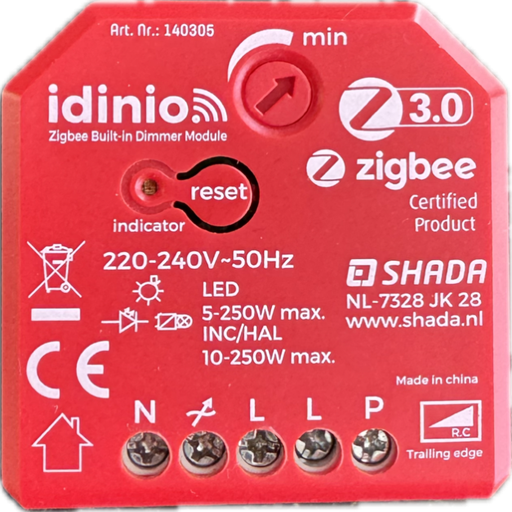 Art. Nr.: 140305
min
idinio
Zigbee Built-in Dimmer Module
Z 3.0
zigbee
Certified
Product
reset
indicator
220-240V~50Hz
SHADA
NL-7328 JK 28
www.shada.nl
LED
5-250W max.
INC/HAL
10-250W max.
CE
Made in china
N L L P
R.C
Trailing edge